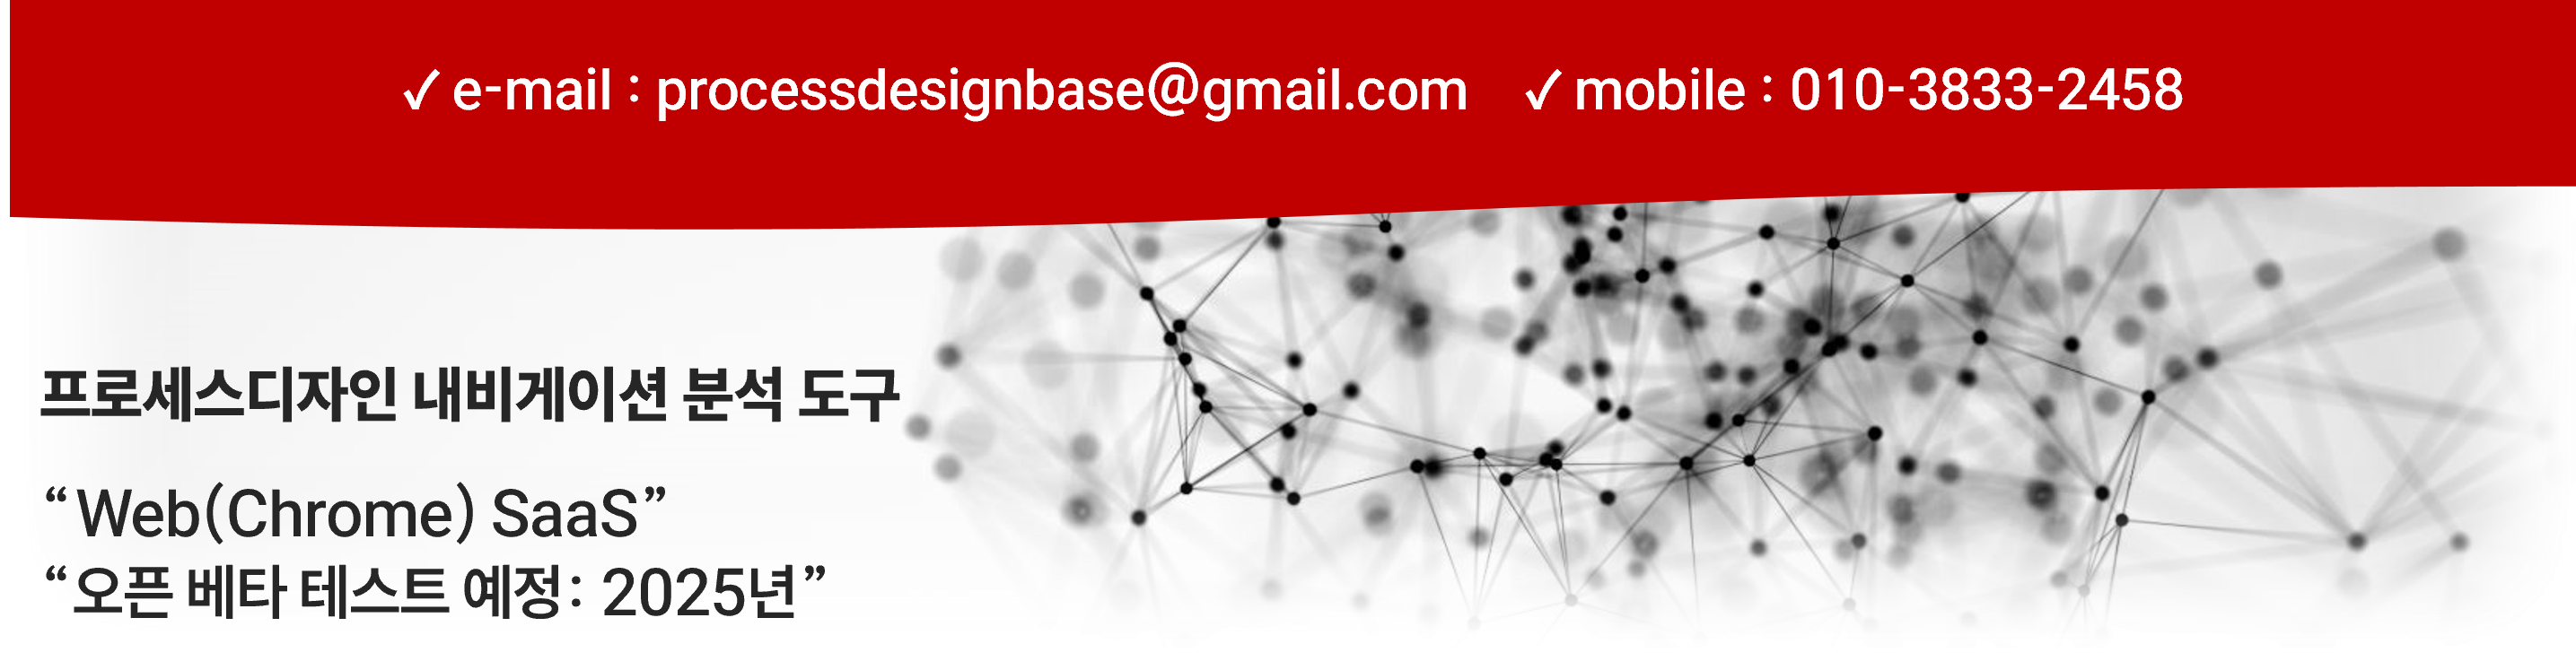 ✓ e-mail : processdesignbase@gmail.com ✓ mobile : 010-3833-2458
프로세스디자인 내비게이션 분석 도구
“Web(Chrome) SaaS”
“오픈 베타 테스트 예정: 2025년”